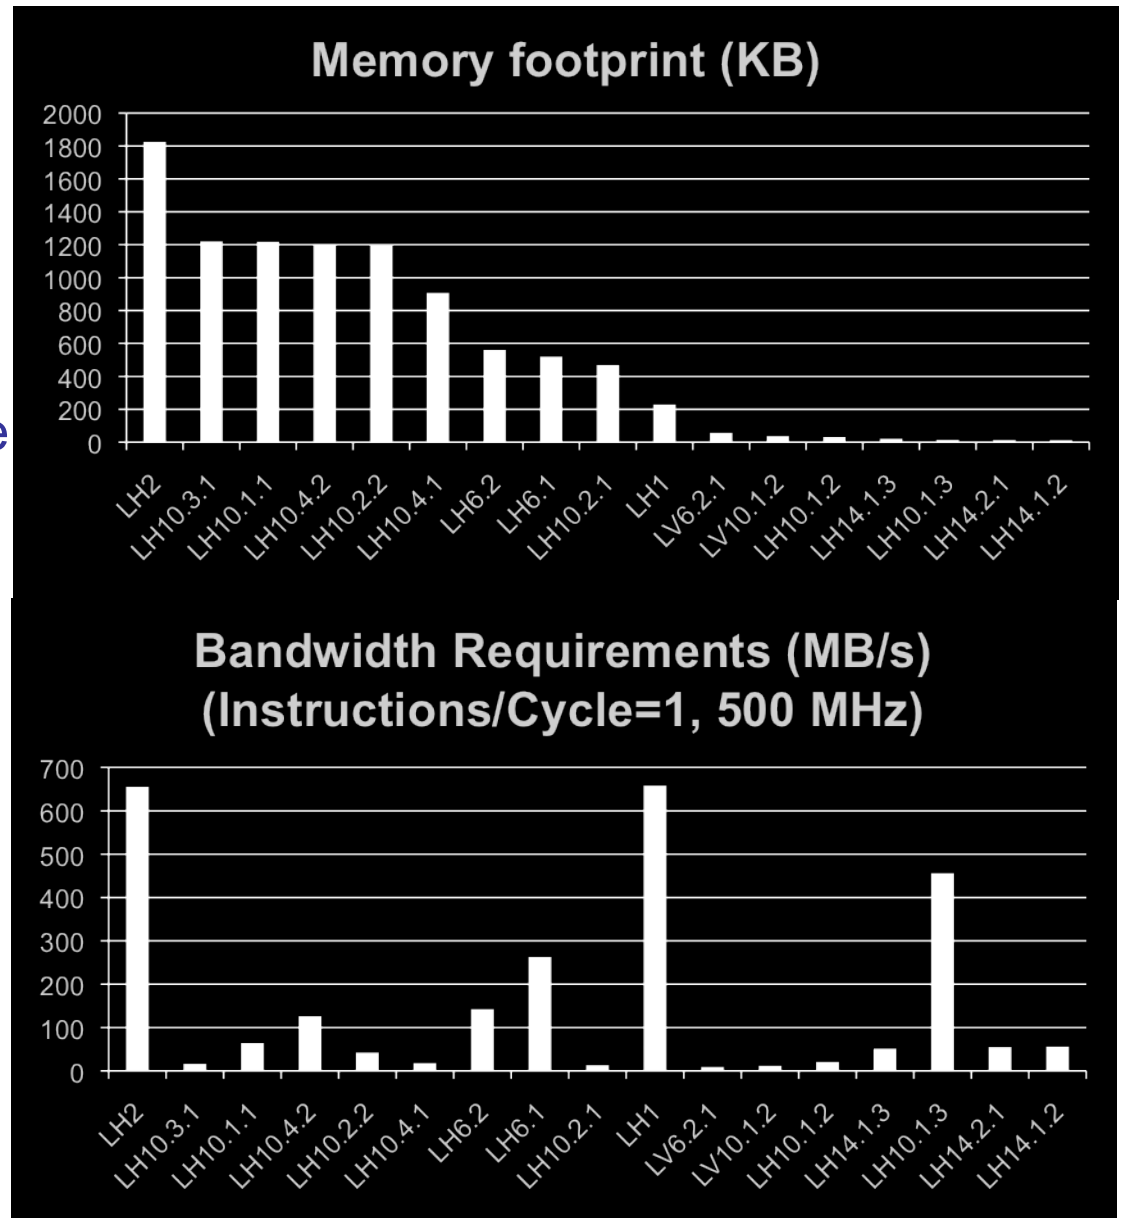 Memory footprint (KB)
2000
1800
1600
1400
1200
1000
800
600
400
200
e
0
LH2
LH10.3.1
LH10.1.1
LH10.4.2
LH10.2.2
LH10.4.1
LH6.2
LH6.1
LH10.2.1
LH1
LV6.2.1
LV10.1.2
LH10.1.2
LH14.1.3
LH10.1.3
LH14.2.1
LH14.1.2
Bandwidth Requirements (MB/s)
(Instructions/Cycle=1, 500 MHz)
700
600
500
400
300
200
100
0
LH2
LH10.3.1
LH10.1.1
LH10.4.2
LH10.2.2
LH10.4.1
LH6.2
LH6.1
LH10.2.1
LH1
LV6.2.1
LV10.1.2
LH10.1.2
LH14.1.3
LH10.1.3
LH14.2.1
LH14.1.2